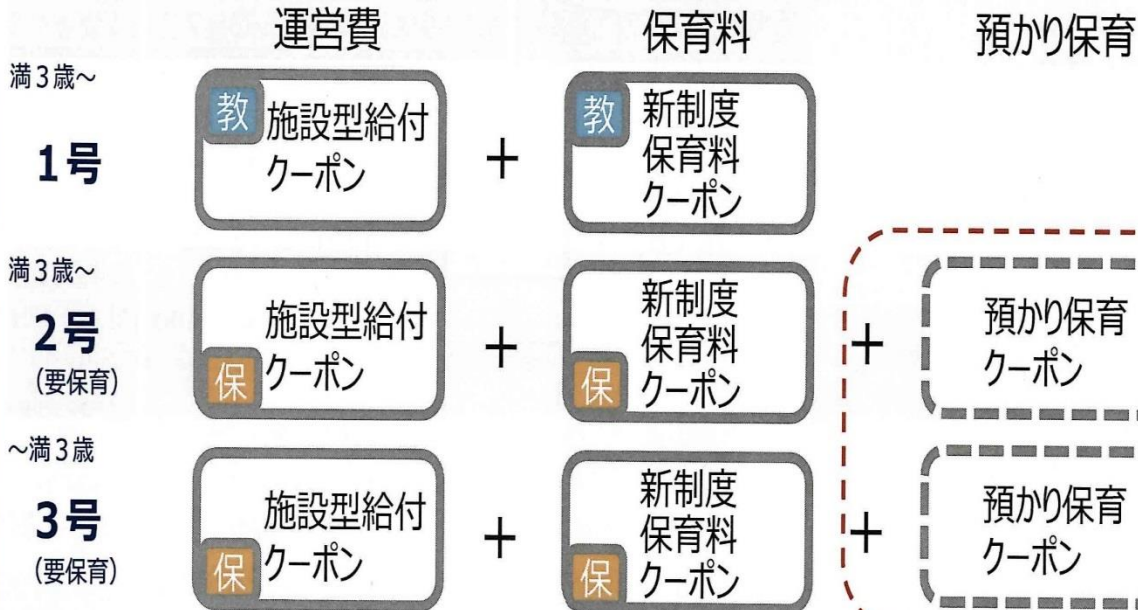 運営費
保育料
預かり保育
満3歳~
1号
教
施設型給付
クーポン
+
教
新制度
保育料
クーポン
満3歳~
2号
(要保育)
施設型給付
保
クーポン
+
新制度
保育料
保
クーポン
+
預かり保育
クーポン
~満3歳
3号
(要保育)
施設型給付
保
クーポン
+
新制度
保育料
保
クーポン
+
預かり保育
クーポン